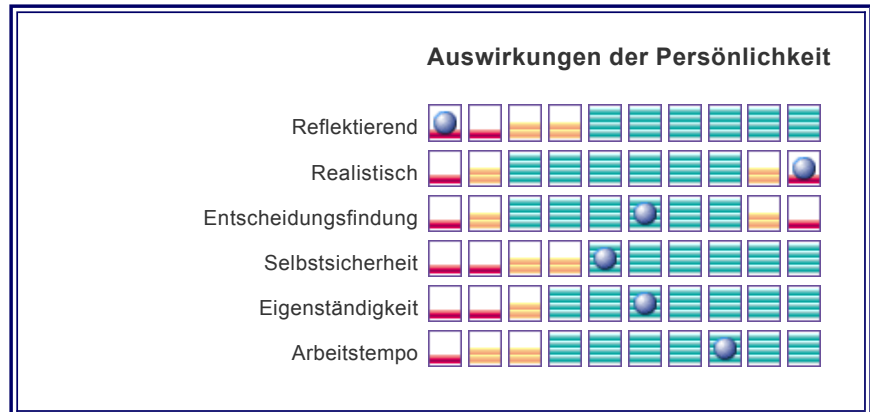 Auswirkungen der Persönlichkeit
Reflektierend
Realistisch
Entscheidungsfindung
Selbstsicherheit
Eigenständigkeit
Arbeitstempo